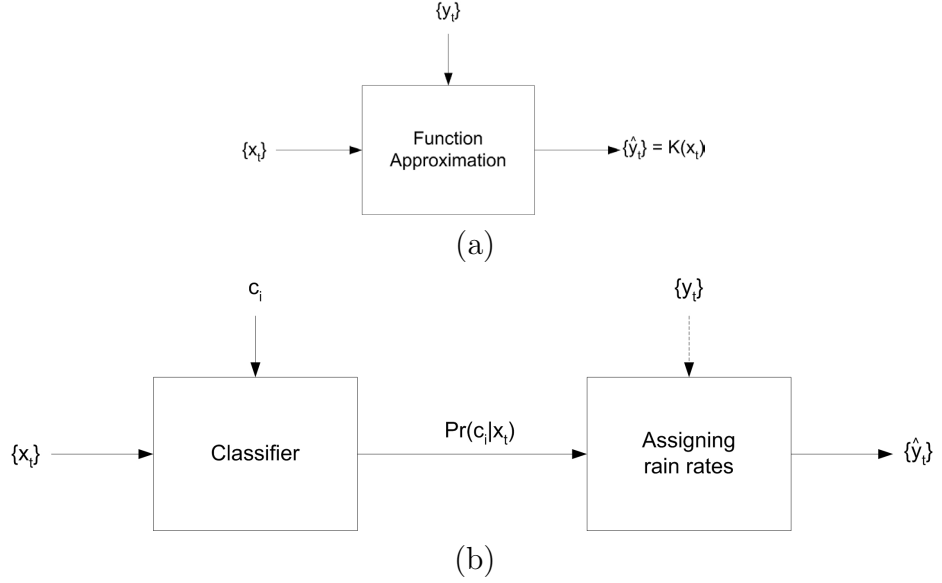 {y_t}
{x_t}
Function
Approximation
{ŷ_t} = K(x_t)
(a)
c_i
{y_t}
{x_t}
Classifier
Pr(c_i|x_t)
Assigning
rain rates
{ŷ_t}
(b)